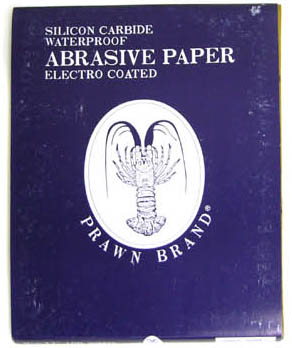 SILICON CARBIDE
WATERPROOF
ABRASIVE PAPER
ELECTRO COATED
PRAWN BRAND®